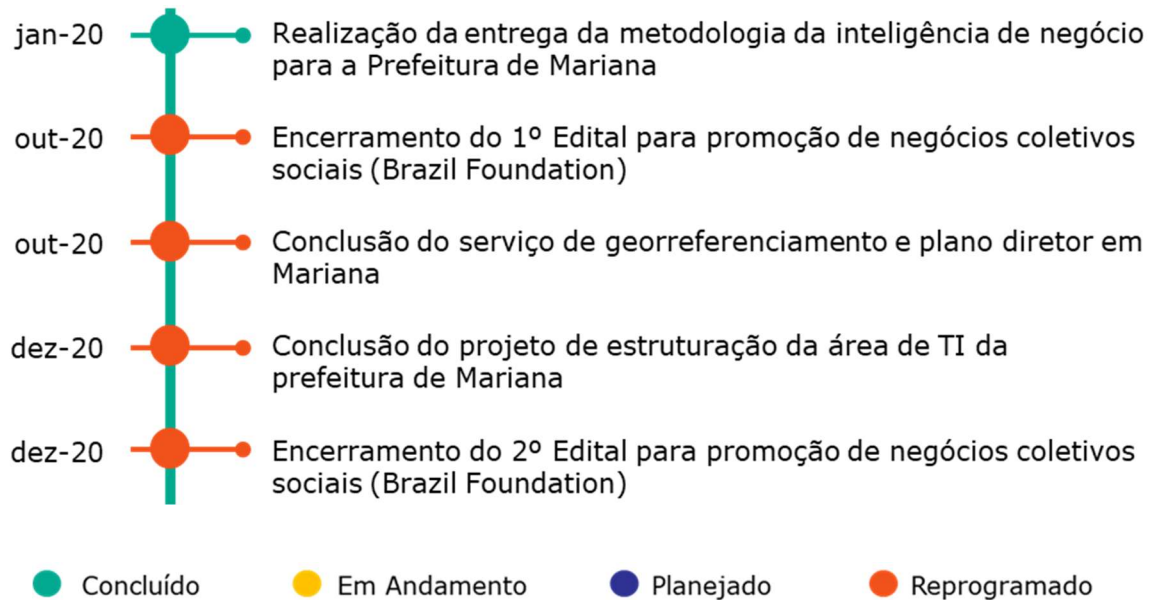 jan-20 Realização da entrega da metodologia da inteligência de negócio
para a Prefeitura de Mariana
out-20 Encerramento do 1º Edital para promoção de negócios coletivos
sociais (Brazil Foundation)
out-20 Conclusão do serviço de georreferenciamento e plano diretor em
Mariana
dez-20 Conclusão do projeto de estruturação da área de TI da
prefeitura de Mariana
dez-20 Encerramento do 2º Edital para promoção de negócios coletivos
sociais (Brazil Foundation)
Concluído Em Andamento Planejado Reprogramado